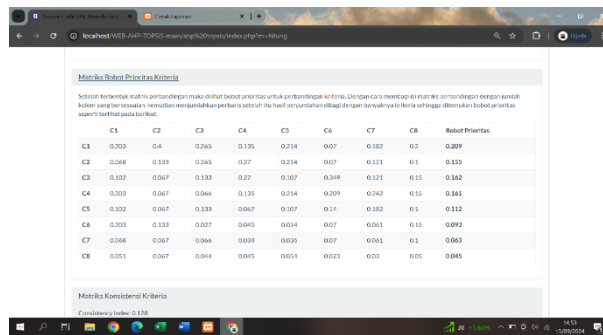 Cetak Laporan
localhost/WEB-AHP-TOPSIS-main/ahp%20topsis/index.php?m=hitung
Matriks Bobot Prioritas Kriteria
Setelah terbentuk matrik perbandingan maka dilihat bobot prioritas untuk perbandingan kriteria. Dengan cara membagi isi matriks perbandingan dengan jumlah
kolom yang bersesuaian, kemudian menjumlahkan perbaris setelah itu hasil penjumlahan dibagi dengan banyaknya kriteria sehingga ditemukan bobot prioritas
seperti terlihat pada berikut.
C1 C2 C3 C4 C5 C6 C7 C8 Bobot Prioritas
C1 0.203 0.4 0.265 0.135 0.214 0.07 0.182 0.2 0.209
C2 0.068 0.133 0.265 0.27 0.214 0.07 0.121 0.1 0.155
C3 0.102 0.067 0.133 0.27 0.107 0.349 0.121 0.15 0.162
C4 0.203 0.067 0.066 0.135 0.214 0.209 0.242 0.15 0.161
C5 0.102 0.067 0.133 0.067 0.107 0.14 0.182 0.1 0.112
C6 0.203 0.133 0.027 0.045 0.054 0.07 0.061 0.15 0.093
C7 0.068 0.067 0.066 0.034 0.036 0.07 0.061 0.1 0.063
C8 0.051 0.067 0.044 0.045 0.054 0.023 0.03 0.05 0.045
Matriks Konsistensi Kriteria
Consistency Index: 0.128
14.53
13/09/2024